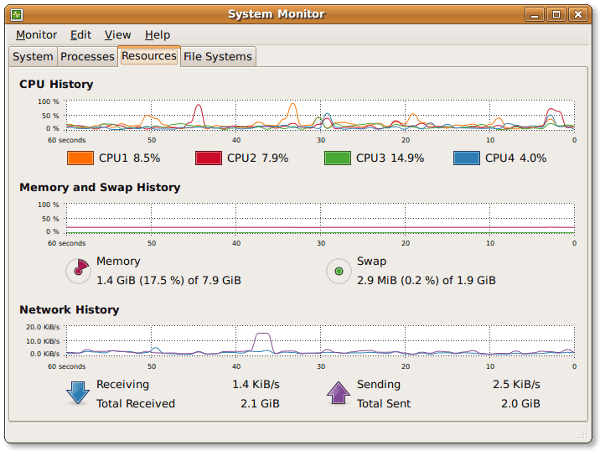 System Monitor
Monitor Edit View Help
System Processes Resources File Systems
CPU History
100 %
50 %
0 %
60 seconds 50 40 30 20 10 0
CPU1 8.5% CPU2 7.9% CPU3 14.9% CPU4 4.0%
Memory and Swap History
100 %
50 %
0 %
60 seconds 50 40 30 20 10 0
Memory Swap
1.4 GiB (17.5 %) of 7.9 GiB 2.9 MiB (0.2 %) of 1.9 GiB
Network History
20.0 KiB/s
10.0 KiB/s
0.0 KiB/s
60 seconds 50 40 30 20 10 0
Receiving 1.4 KiB/s Sending 2.5 KiB/s
Total Received 2.1 GiB Total Sent 2.0 GiB